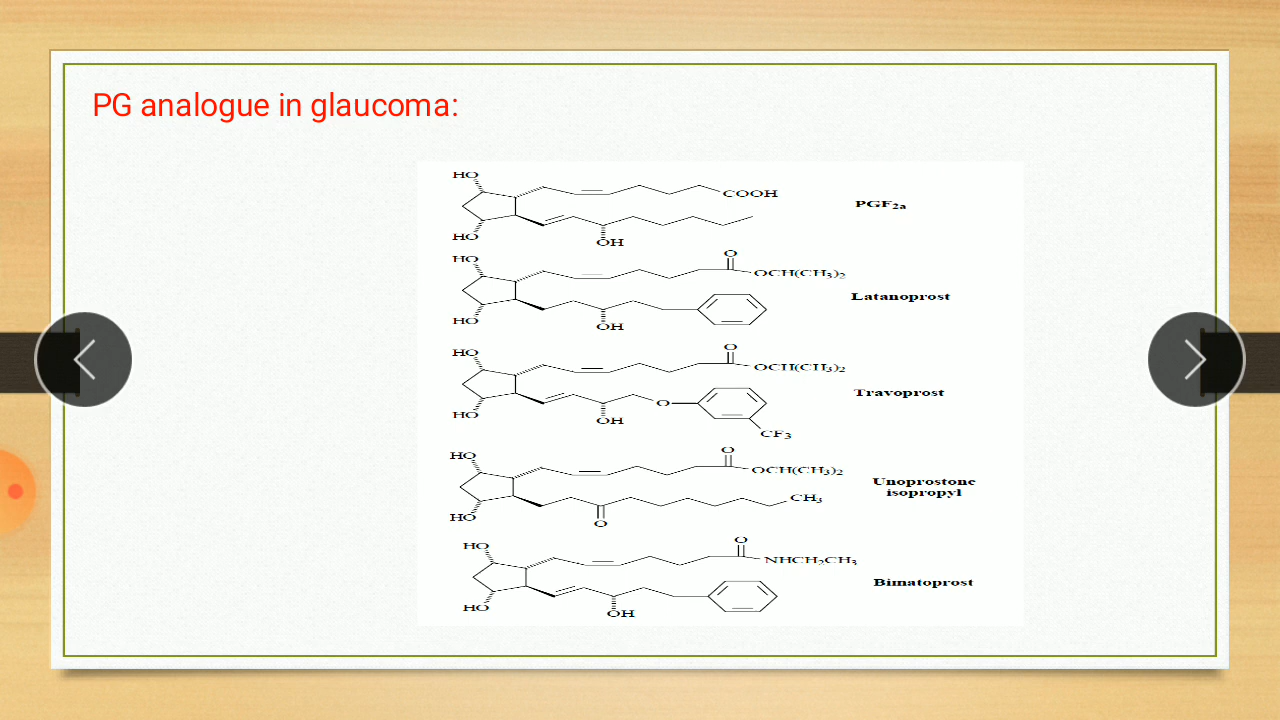 PG analogue in glaucoma:
HO
COOH
PGF2a
HO
OH
HO
O
OCH(CH3)2
Latanoprost
HO
OH
HO
O
OCH(CH3)2
Travoprost
O
HO
OH
CF3
HO
O
OCH(CH3)2
Unoprostone
isopropyl
CH3
HO
O
HO
O
NHCH2CH3
Bimatoprost
HO
OH